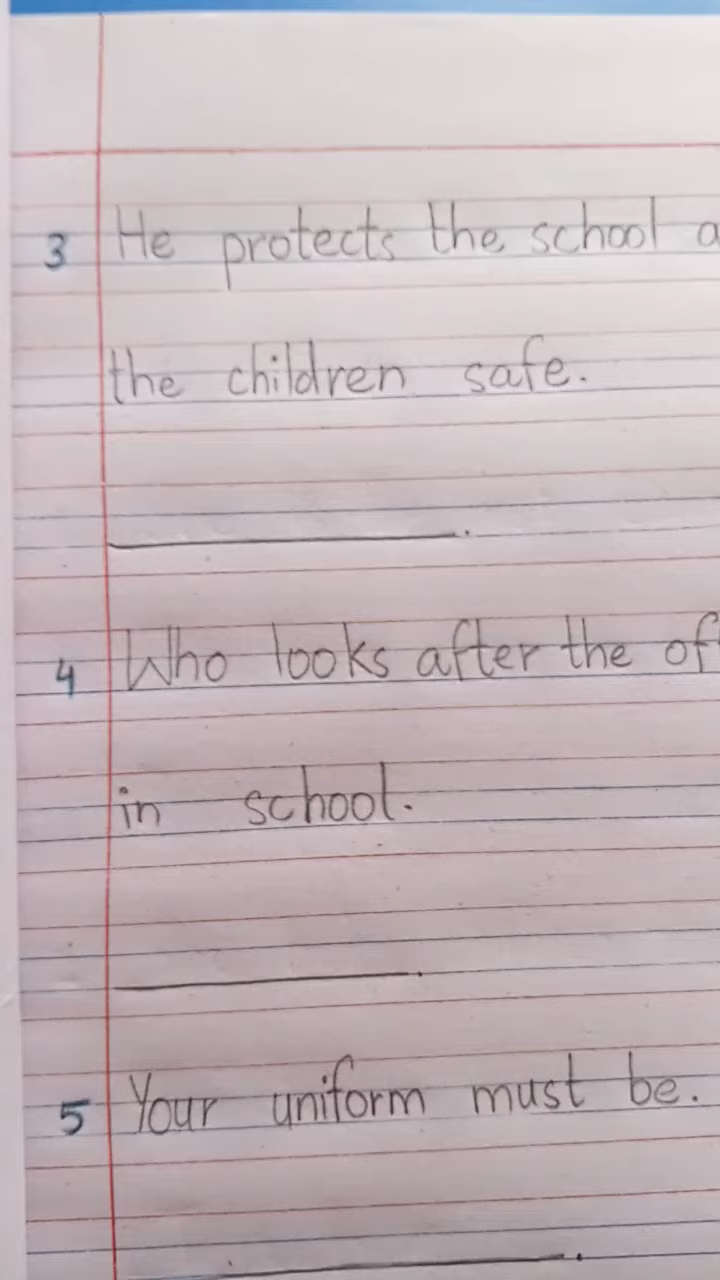 3 He protects the school
the children safe.
4 Who looks after the
in school.
5 Your uniform must be.